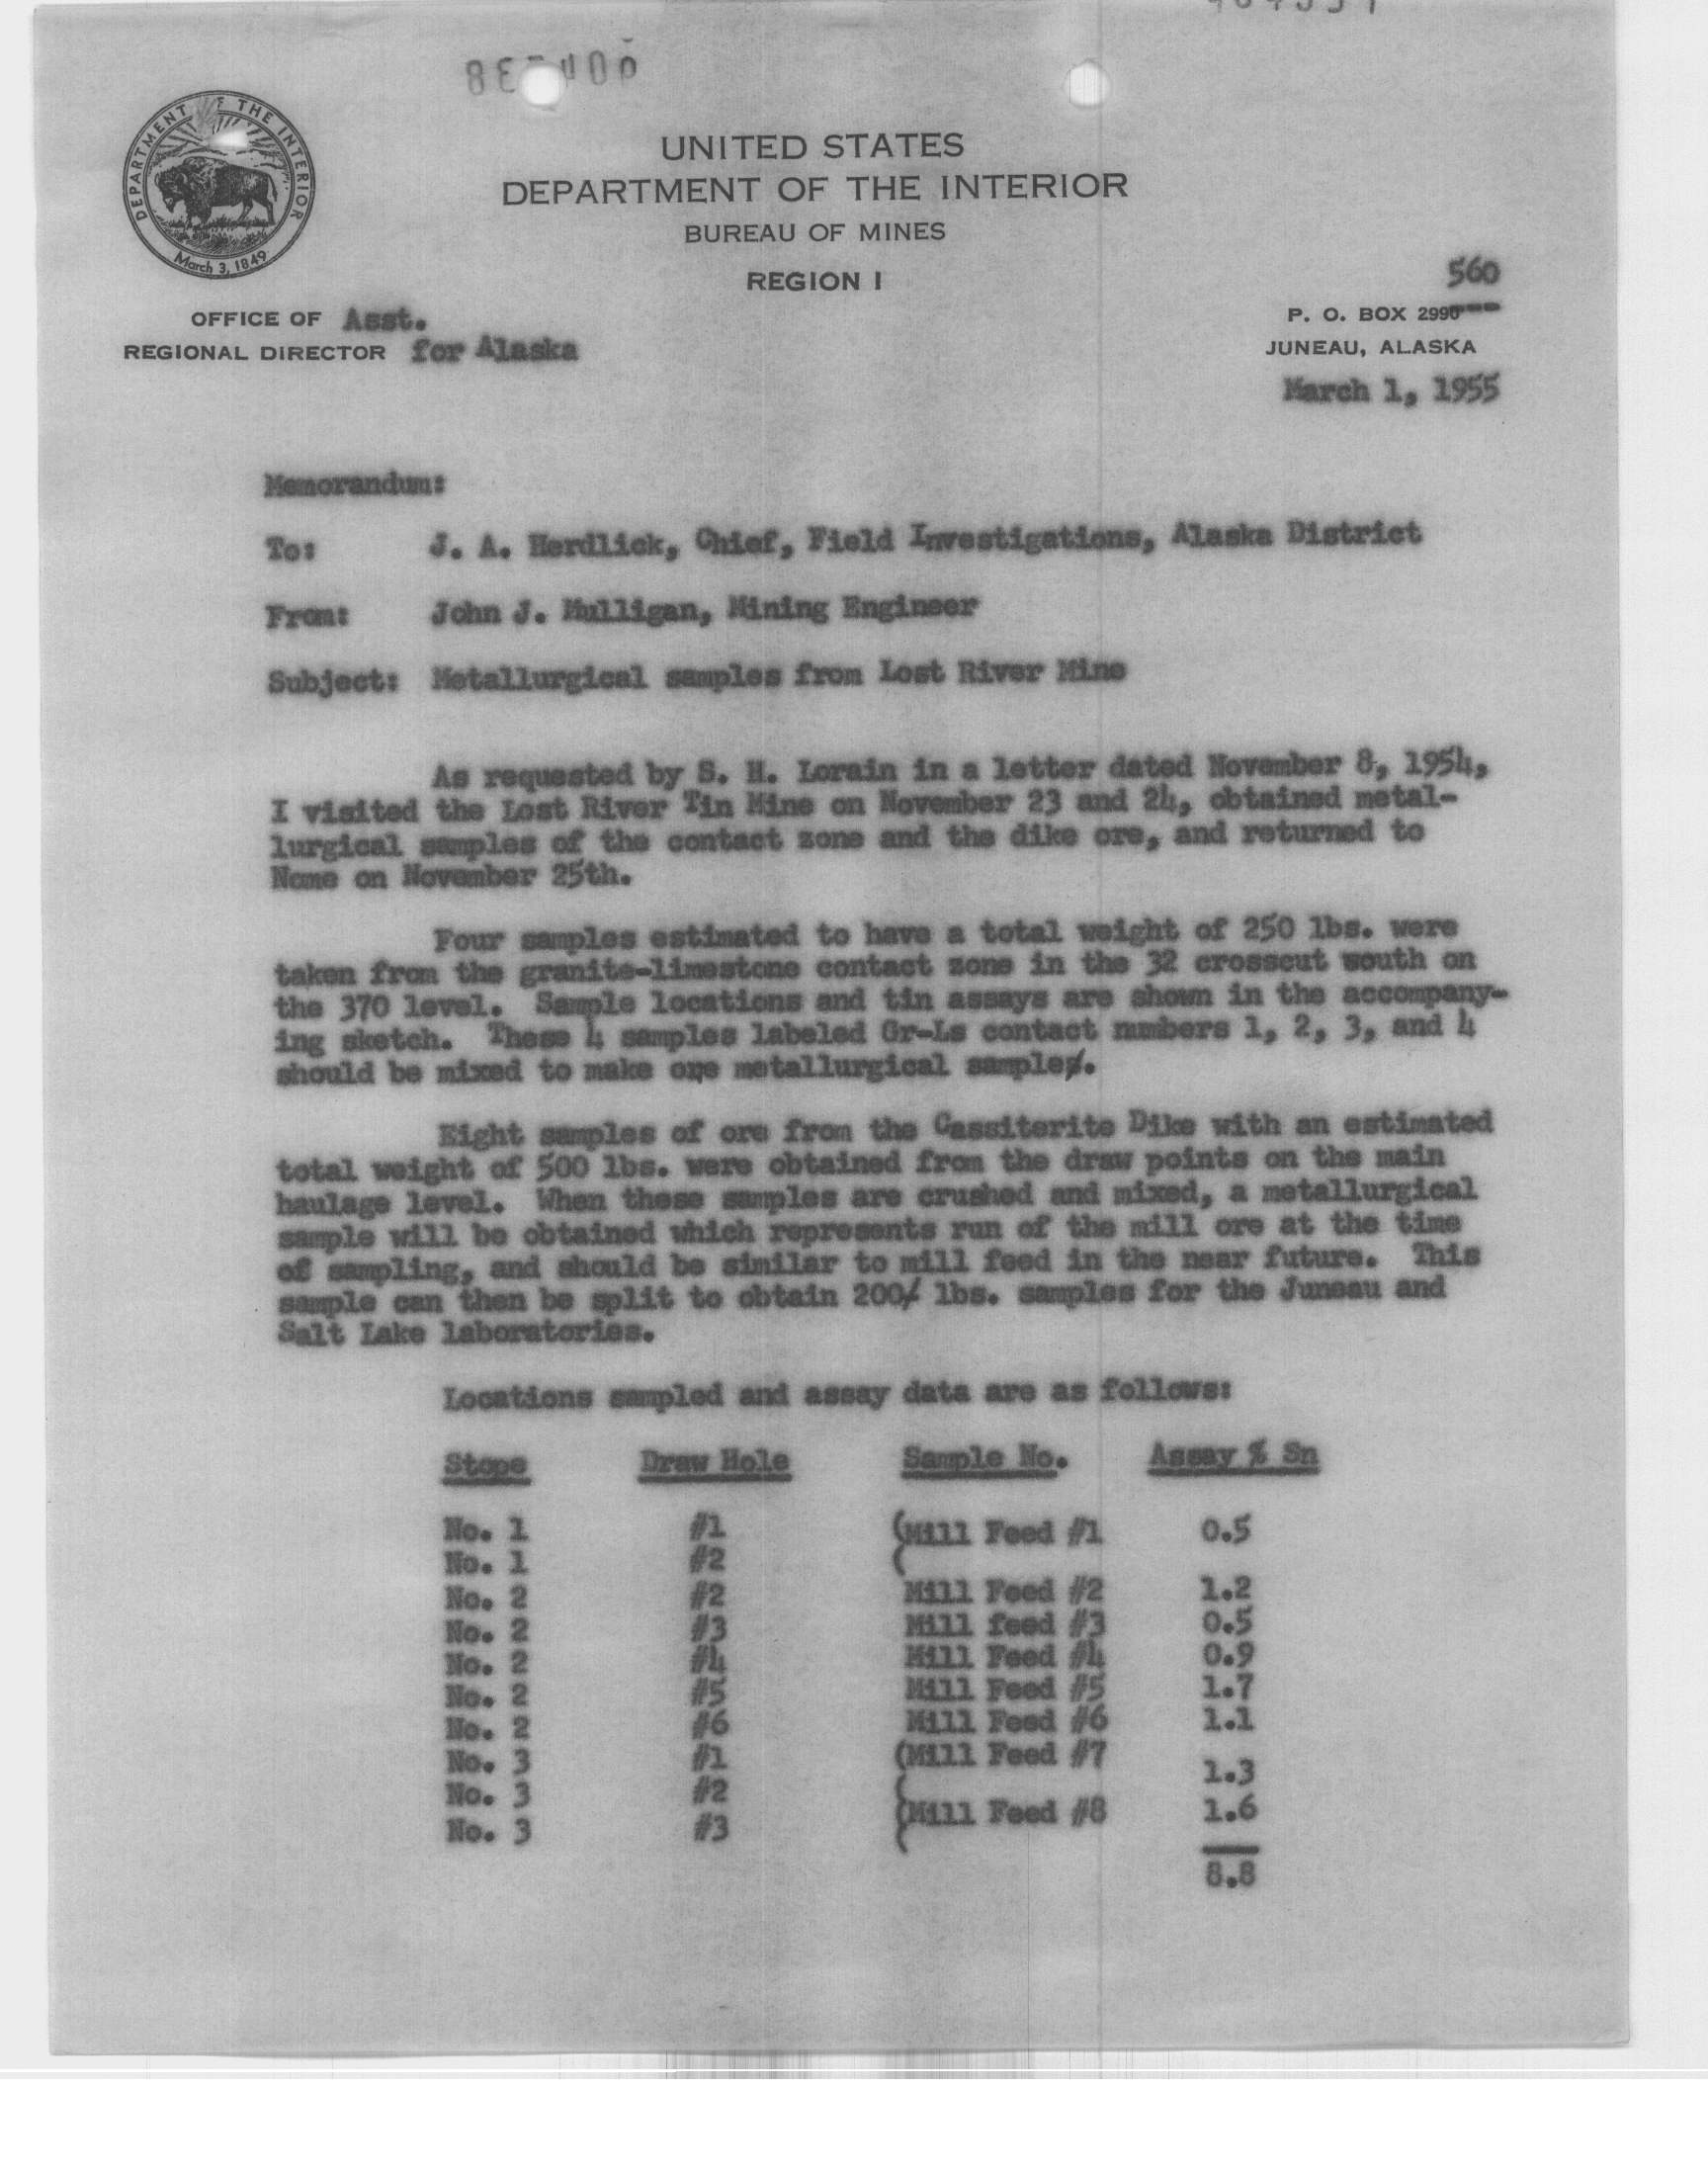 UNITED STATES
DEPARTMENT OF THE INTERIOR
BUREAU OF MINES
REGION I
DEPARTMENT OF THE INTERIOR
March 3, 1849
OFFICE OF Asst.
REGIONAL DIRECTOR for Alaska
560
P. O. BOX 2990
JUNEAU, ALASKA
March 1, 1955
Memorandum:
To: J. A. Herdlick, Chief, Field Investigations, Alaska District
From: John J. Mulligan, Mining Engineer
Subject: Metallurgical samples from Lost River Mine
As requested by S. H. Lorain in a letter dated November 8, 1954,
I visited the Lost River Tin Mine on November 23 and 24, obtained metal-
lurgical samples of the contact zone and the dike ore, and returned to
Nome on November 25th.
Four samples estimated to have a total weight of 250 lbs. were
taken from the granite-limestone contact zone in the 32 crosscut south on
the 370 level. Sample locations and tin assays are shown in the accompany-
ing sketch. These 4 samples labeled Gr-Ls contact numbers 1, 2, 3, and 4
should be mixed to make one metallurgical sample.
Eight samples of ore from the Cassiterite Dike with an estimated
total weight of 500 lbs. were obtained from the draw points on the main
haulage level. When these samples are crushed and mixed, a metallurgical
sample will be obtained which represents run of the mill ore at the time
of sampling, and should be similar to mill feed in the near future. This
sample can then be split to obtain 200/ lbs. samples for the Juneau and
Salt Lake laboratories.
Locations sampled and assay data are as follows:
Stope Draw Hole Sample No. Assay % Sn
No. 1 #1 (Mill Feed #1 0.5
No. 1 #2 (
No. 2 #2 Mill Feed #2 1.2
No. 2 #3 Mill feed #3 0.5
No. 2 #4 Mill Feed #4 0.9
No. 2 #5 Mill Feed #5 1.7
No. 2 #6 Mill Feed #6 1.1
No. 3 #1 (Mill Feed #7
No. 3 #2 ( 1.3
No. 3 #3 (Mill Feed #8 1.6
8.8